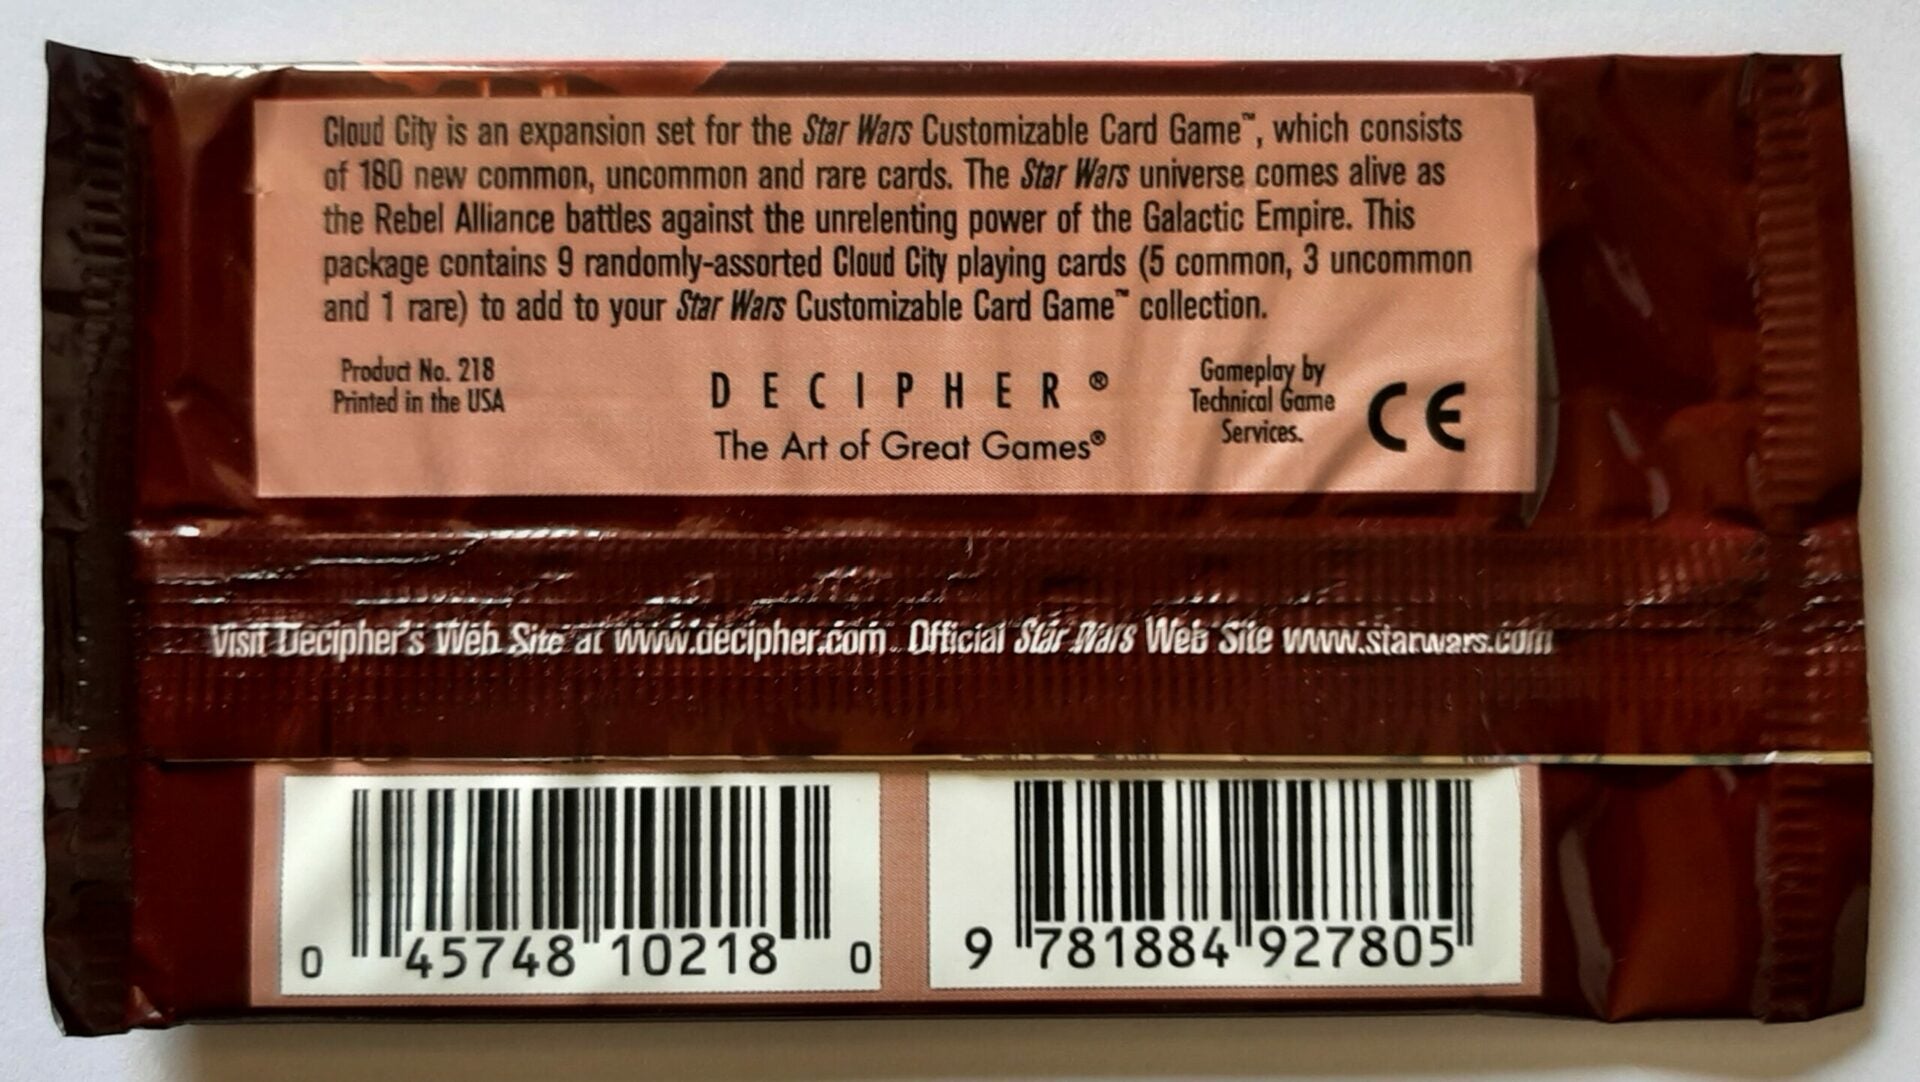 Cloud City is an expansion set for the Star Wars Customizable Card Game™, which consists
of 180 new common, uncommon and rare cards. The Star Wars universe comes alive as
the Rebel Alliance battles against the unrelenting power of the Galactic Empire. This
package contains 9 randomly-assorted Cloud City playing cards (5 common, 3 uncommon
and 1 rare) to add to your Star Wars Customizable Card Game™ collection.
Product No. 218
Printed in the USA
DECIPHER®
The Art of Great Games®
Gameplay by
Technical Game
Services.
CE
Visit Decipher's Web Site at www.decipher.com. Official Star Wars Web Site www.starwars.com
0 45748 10218 0
9 781884 927805